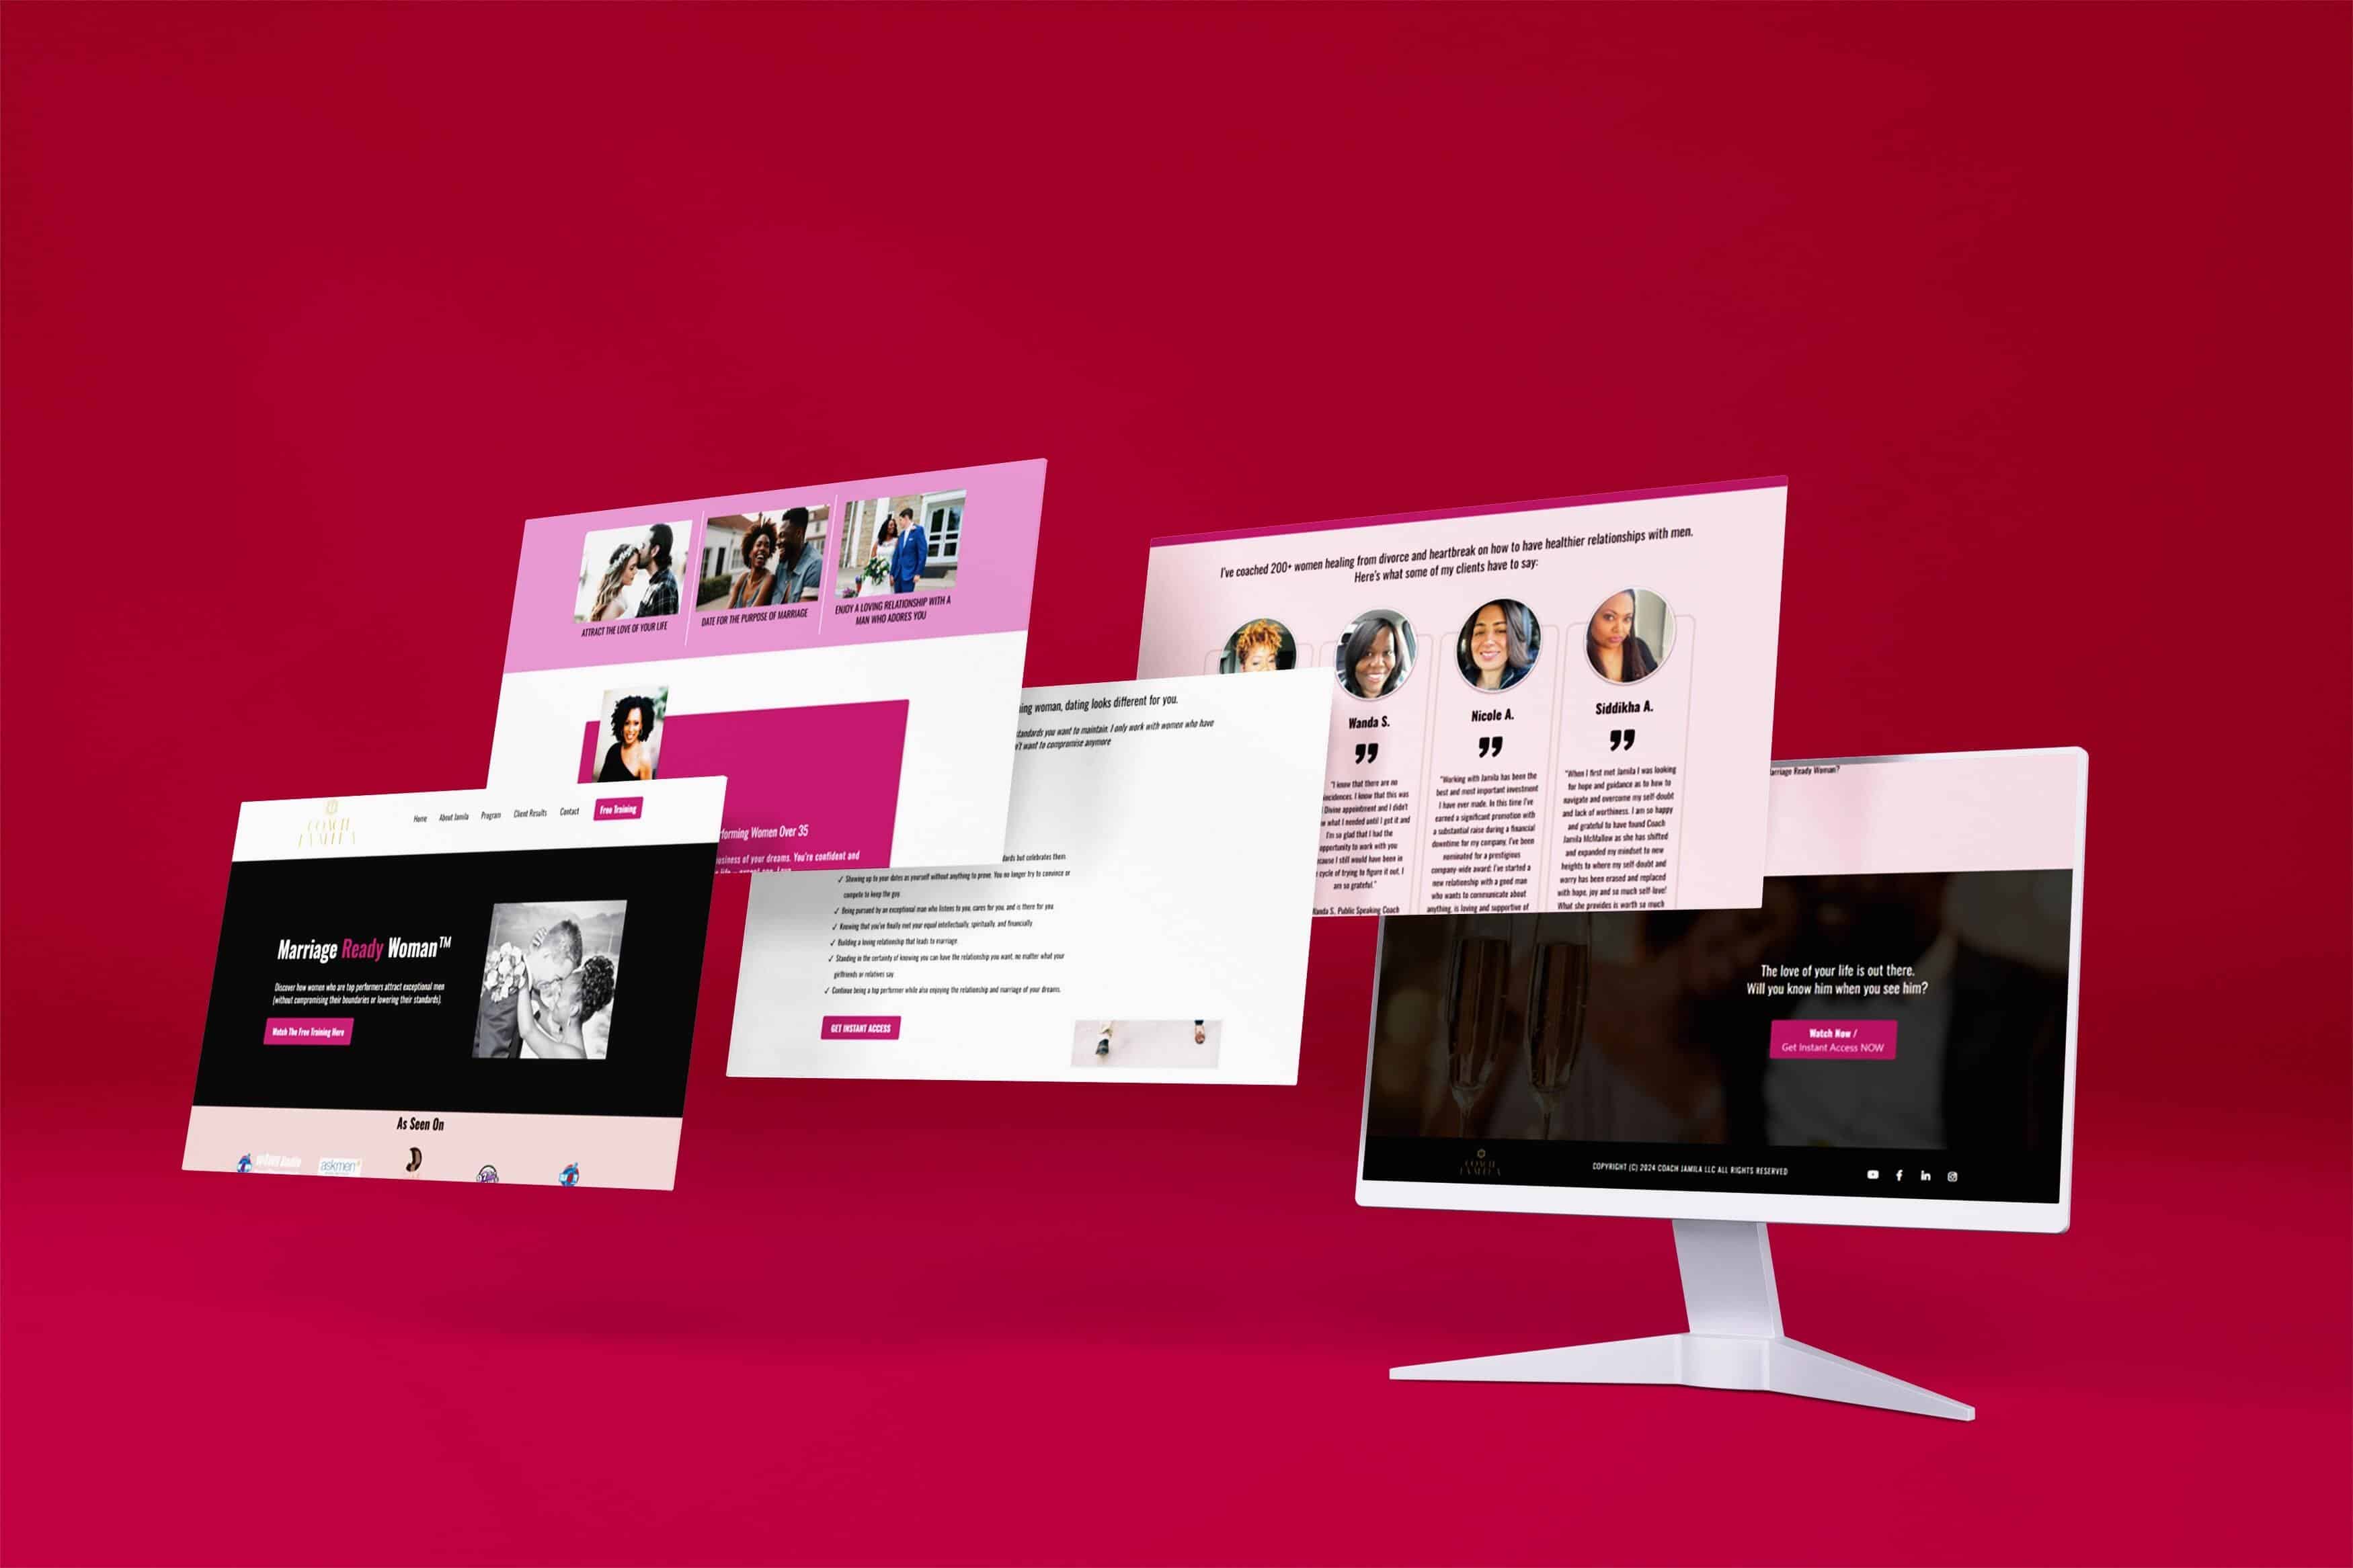 COACH
JAMILA
Home
About Jamila
Program
Client Results
Contact
Free Training
Marriage Ready Woman™
Discover how women who are top performers attract exceptional men
(without compromising their boundaries or lowering their standards).
Watch The Free Training Here
As Seen On
askmen
ATTRACT THE LOVE OF YOUR LIFE
DATE FOR THE PURPOSE OF MARRIAGE
ENJOY A LOVING RELATIONSHIP WITH A
MAN WHO ADORES YOU
forming Women Over 35
usiness of your dreams. You're confident and
ing woman, dating looks different for you.
standards you want to maintain. I only work with women who have
't want to compromise anymore
dards but celebrates them
✓ Showing up to your dates as yourself without anything to prove. You no longer try to convince or
compete to keep the guy
✓ Being pursued by an exceptional man who listens to you, cares for you, and is there for you
✓ Knowing that you've finally met your equal intellectually, spiritually, and financially
✓ Building a loving relationship that leads to marriage
✓ Standing in the certainty of knowing you can have the relationship you want, no matter what your
girlfriends or relatives say
✓ Continue being a top performer while also enjoying the relationship and marriage of your dreams.
GET INSTANT ACCESS
I've coached 200+ women healing from divorce and heartbreak on how to have healthier relationships with men.
Here's what some of my clients have to say:
Wanda S.
"I know that there are no
incidences. I know that this was
Divine appointment and I didn't
w what I needed until I got it and
I'm so glad that I had the
opportunity to work with you
cause I still would have been in
cycle of trying to figure it out, I
am so grateful."
Wanda S., Public Speaking Coach
Nicole A.
"Working with Jamila has been the
best and most important investment
I have ever made. In this time I've
earned a significant promotion with
a substantial raise during a financial
downtime for my company, I've been
nominated for a prestigious
company-wide award; I've started a
new relationship with a good man
who wants to communicate about
anything, is loving and supportive of
Siddikha A.
"When I first met Jamila I was looking
for hope and guidance as to how to
navigate and overcome my self-doubt
and lack of worthiness. I am so happy
and grateful to have found Coach
Jamila McMallow as she has shifted
and expanded my mindset to new
heights to where my self-doubt and
worry has been erased and replaced
with hope, joy and so much self-love!
What she provides is worth so much
arriage Ready Woman?
The love of your life is out there.
Will you know him when you see him?
Watch Now /
Get Instant Access NOW
COACH
JAMILA
COPYRIGHT (C) 2024 COACH JAMILA LLC ALL RIGHTS RESERVED